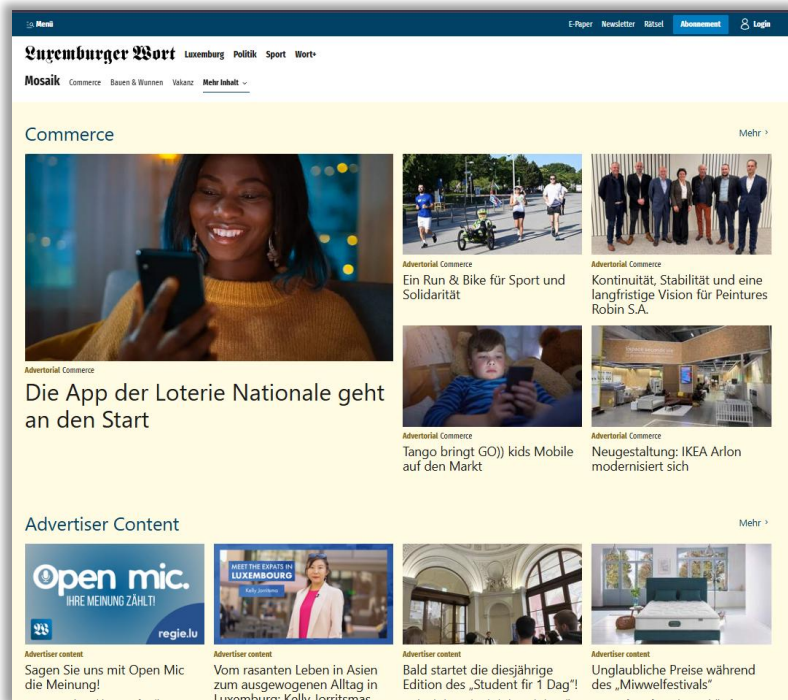 Menü
E-Paper Newsletter Rätsel Abonnement Login
Luxemburger Wort Luxemburg Politik Sport Wort+
Mosaik Commerce Bauen & Wunnen Vakanz Mehr Inhalt
Commerce
Mehr
Advertorial Commerce
Die App der Loterie Nationale geht
an den Start
Advertorial Commerce
Ein Run & Bike für Sport und
Solidarität
Advertorial Commerce
Kontinuität, Stabilität und eine
langfristige Vision für Peintures
Robin S.A.
Advertorial Commerce
Tango bringt GO)) kids Mobile
auf den Markt
Advertorial Commerce
Neugestaltung: IKEA Arlon
modernisiert sich
Advertiser Content
Mehr
Open mic.
IHRE MEINUNG ZÄHLT!
W
regie.lu
Advertiser content
Sagen Sie uns mit Open Mic
die Meinung!
MEET THE EXPATS IN
LUXEMBOURG
Kelly Jorritsma
Advertiser content
Vom rasanten Leben in Asien
zum ausgewogenen Alltag in
Luxemburg: Kelly Jorritsmas
Advertiser content
Bald startet die diesjährige
Edition des „Student fir 1 Dag"!
Advertiser content
Unglaubliche Preise während
des „Miwwelfestivals"